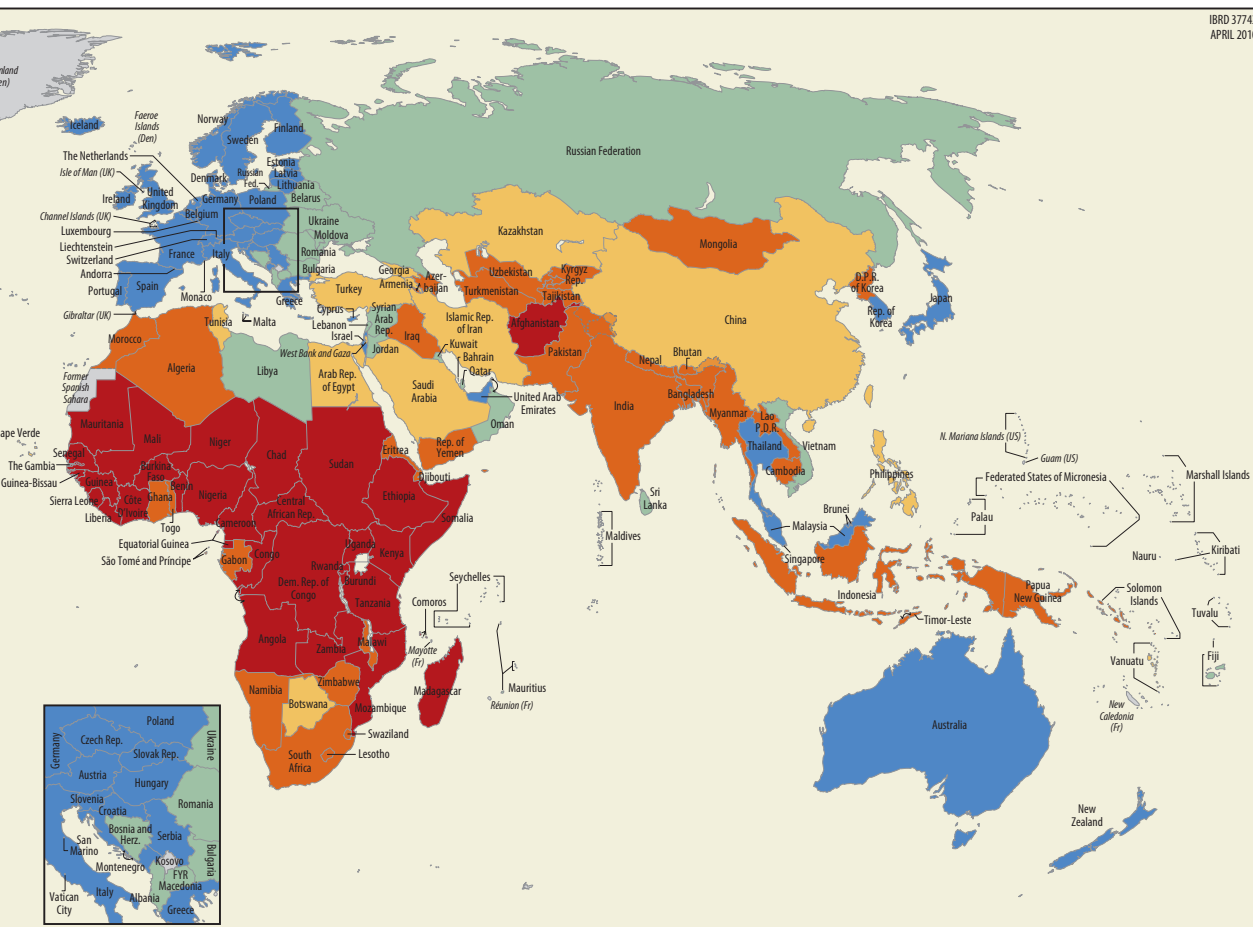 IBRD 3774
APRIL 2010
nland
en)
Iceland
Faeroe
Islands
(Den)
Norway
Sweden
Finland
Russian Federation
The Netherlands
Isle of Man (UK)
Estonia
Latvia
Lithuania
Denmark
Russian
Fed.
Belarus
Ireland
United
Kingdom
Germany
Poland
Channel Islands (UK)
Belgium
Ukraine
Moldova
Luxembourg
Liechtenstein
Switzerland
France
Italy
Romania
Andorra
Bulgaria
Portugal
Spain
Monaco
Greece
Gibraltar (UK)
Tunisia
Malta
Kazakhstan
Mongolia
Georgia
Armenia
Azer-
baijan
Uzbekistan
Kyrgyz
Rep.
Turkey
Turkmenistan
Tajikistan
D.P.R.
of Korea
Japan
Rep. of
Korea
Cyprus
Syrian
Arab
Rep.
Lebanon
Israel
Iraq
Islamic Rep.
of Iran
Afghanistan
China
West Bank and Gaza
Jordan
Kuwait
Bahrain
Qatar
Pakistan
Nepal
Bhutan
Morocco
Algeria
Libya
Arab Rep.
of Egypt
Saudi
Arabia
United Arab
Emirates
Oman
India
Bangladesh
Myanmar
Lao
P.D.R.
Former
Spanish
Sahara
Mauritania
Mali
Niger
Chad
Sudan
Eritrea
Rep. of
Yemen
Thailand
Vietnam
Cambodia
Philippines
N. Mariana Islands (US)
Guam (US)
Federated States of Micronesia
Marshall Islands
ape Verde
Senegal
The Gambia
Guinea-Bissau
Guinea
Burkina
Faso
Benin
Nigeria
Djibouti
Ethiopia
Sri
Lanka
Brunei
Palau
Sierra Leone
Côte
D'Ivoire
Ghana
Central
African Rep.
Somalia
Maldives
Malaysia
Liberia
Togo
Cameroon
Equatorial Guinea
São Tomé and Príncipe
Gabon
Congo
Uganda
Kenya
Singapore
Nauru
Kiribati
Rwanda
Burundi
Dem. Rep. of
Congo
Tanzania
Seychelles
Comoros
Indonesia
Papua
New Guinea
Solomon
Islands
Tuvalu
Timor-Leste
Angola
Zambia
Malawi
Mayotte
(Fr)
Vanuatu
Fiji
Namibia
Zimbabwe
Botswana
Mozambique
Madagascar
Mauritius
Réunion (Fr)
New
Caledonia
(Fr)
Swaziland
Lesotho
South
Africa
Australia
New
Zealand
Poland
Germany
Czech Rep.
Ukraine
Slovak Rep.
Austria
Hungary
Slovenia
Croatia
Romania
Bosnia and
Herz.
Serbia
San
Marino
Montenegro
Kosovo
Bulgaria
FYR
Macedonia
Vatican
City
Italy
Albania
Greece